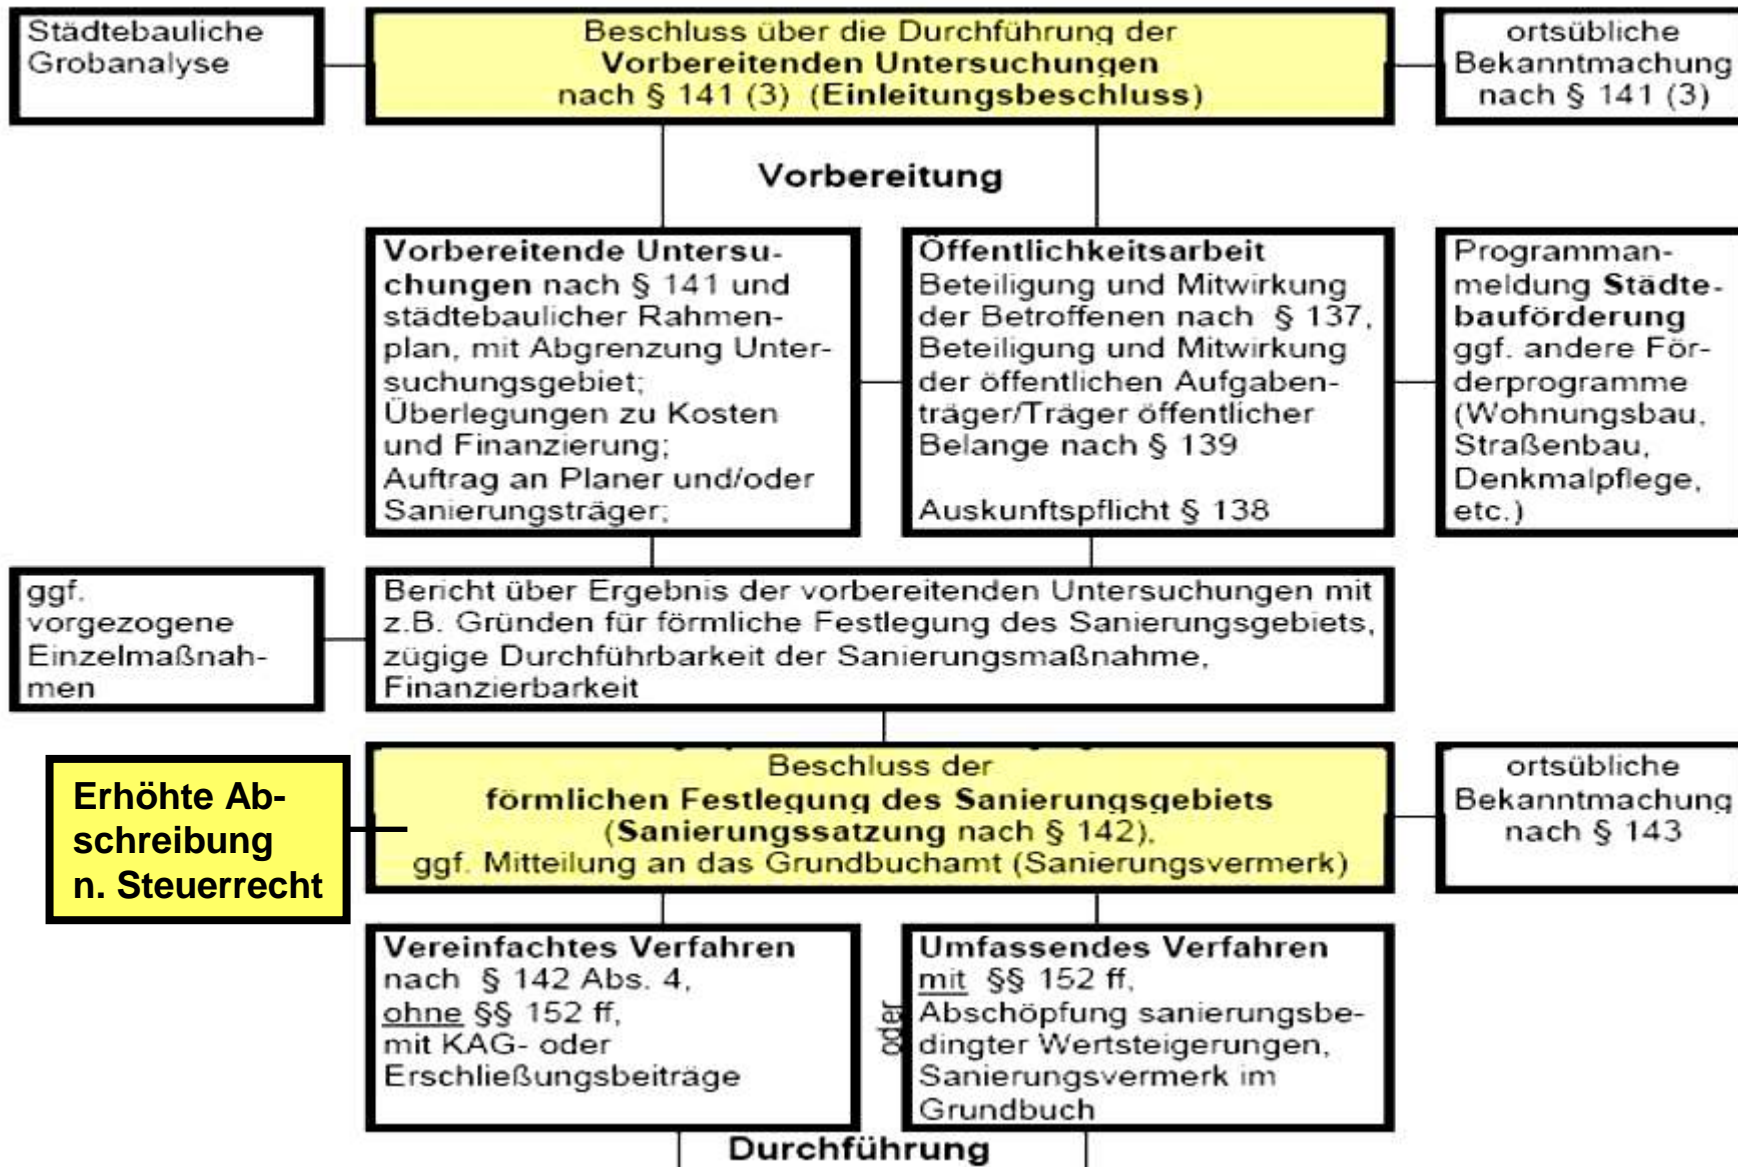 Städtebauliche
Grobanalyse
Beschluss über die Durchführung der
Vorbereitenden Untersuchungen
nach § 141 (3) (Einleitungsbeschluss)
ortsübliche
Bekanntmachung
nach § 141 (3)
Vorbereitung
Vorbereitende Untersu-
chungen nach § 141 und
städtebaulicher Rahmen-
plan, mit Abgrenzung Unter-
suchungsgebiet;
Überlegungen zu Kosten
und Finanzierung;
Auftrag an Planer und/oder
Sanierungsträger;
Öffentlichkeitsarbeit
Beteiligung und Mitwirkung
der Betroffenen nach § 137,
Beteiligung und Mitwirkung
der öffentlichen Aufgaben-
träger/Träger öffentlicher
Belange nach § 139
Auskunftspflicht § 138
Programman-
meldung Städte-
bauförderung
ggf. andere För-
derprogramme
(Wohnungsbau,
Straßenbau,
Denkmalpflege,
etc.)
ggf.
vorgezogene
Einzelmaßnah-
men
Bericht über Ergebnis der vorbereitenden Untersuchungen mit
z.B. Gründen für förmliche Festlegung des Sanierungsgebiets,
zügige Durchführbarkeit der Sanierungsmaßnahme,
Finanzierbarkeit
Erhöhte Ab-
schreibung
n. Steuerrecht
Beschluss der
förmlichen Festlegung des Sanierungsgebiets
(Sanierungssatzung nach § 142),
ggf. Mitteilung an das Grundbuchamt (Sanierungsvermerk)
ortsübliche
Bekanntmachung
nach § 143
Vereinfachtes Verfahren
nach § 142 Abs. 4,
ohne §§ 152 ff,
mit KAG- oder
Erschließungsbeiträge
oder
Umfassendes Verfahren
mit §§ 152 ff,
Abschöpfung sanierungsbe-
dingter Wertsteigerungen,
Sanierungsvermerk im
Grundbuch
Durchführung